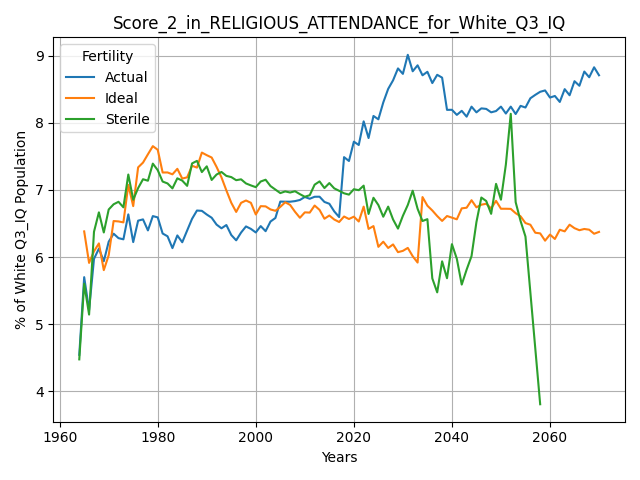 Score_2_in_RELIGIOUS_ATTENDANCE_for_White_Q3_IQ
Fertility
Actual
Ideal
Sterile
% of White Q3_IQ Population
9
8
7
6
5
4
1960
1980
2000
2020
2040
2060
Years